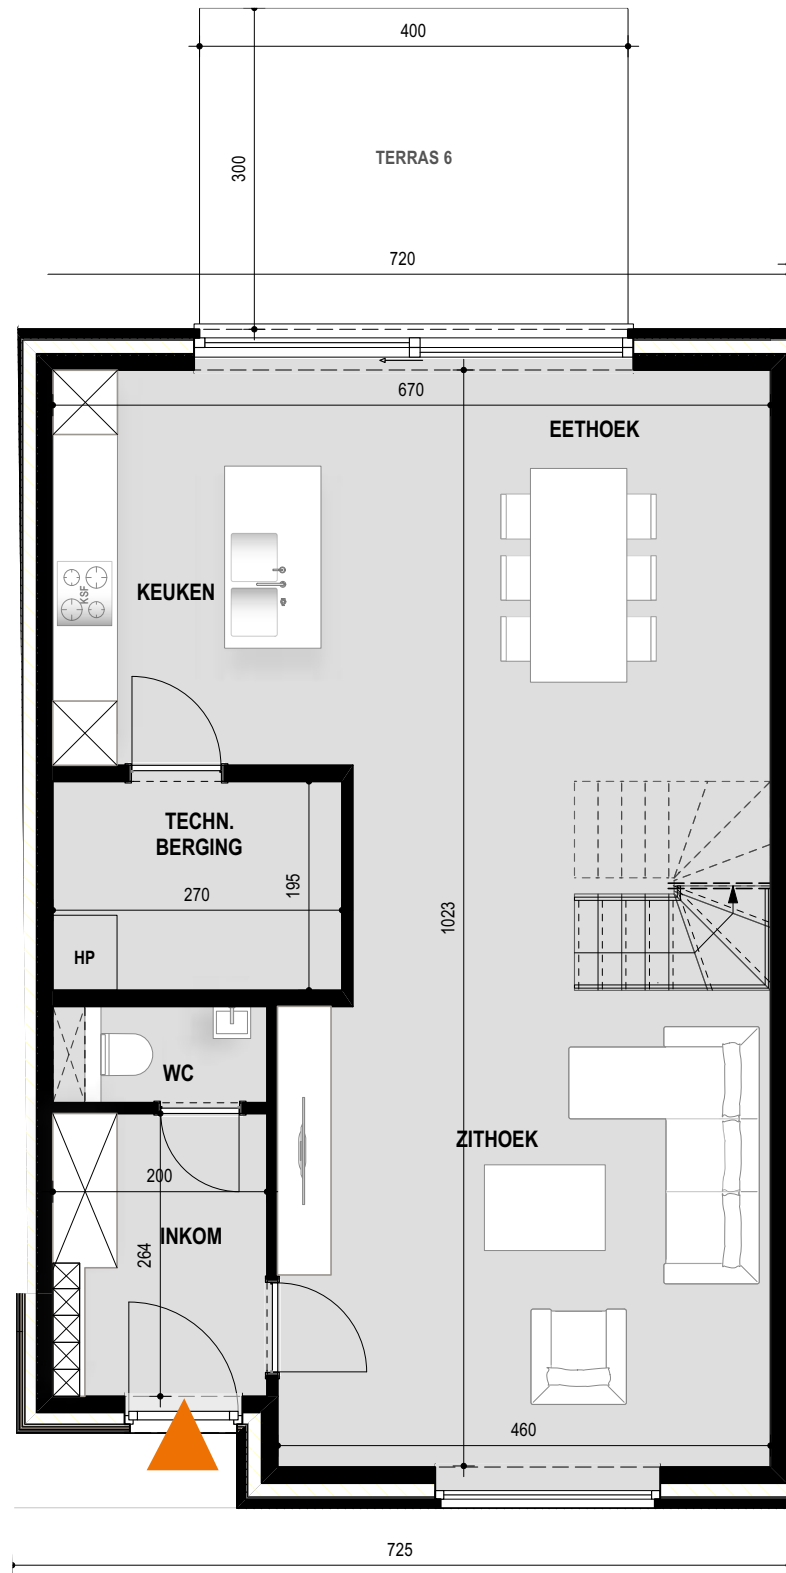 400
300
TERRAS 6
720
670
EETHOEK
KEUKEN
KSF
TECHN.
BERGING
270
195
1023
HP
WC
ZITHOEK
200
INKOM
264
460
725